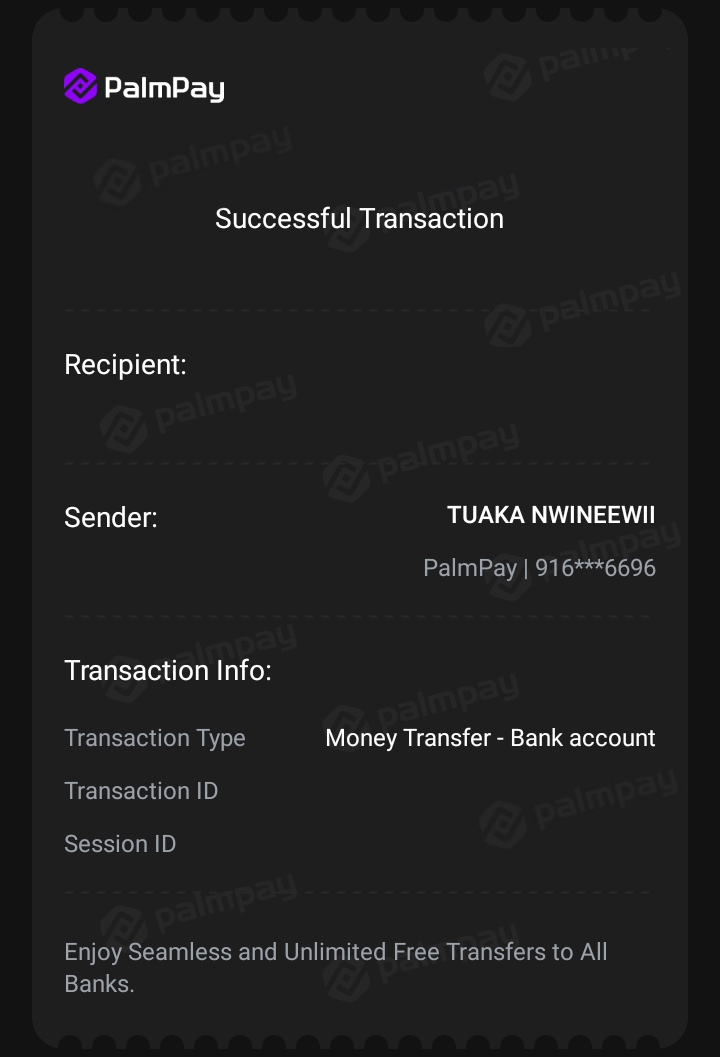 PalmPay
Successful Transaction
Recipient:
Sender: TUAKA NWINEEWII
PalmPay | 916***6696
Transaction Info:
Transaction Type Money Transfer - Bank account
Transaction ID
Session ID
Enjoy Seamless and Unlimited Free Transfers to All
Banks.